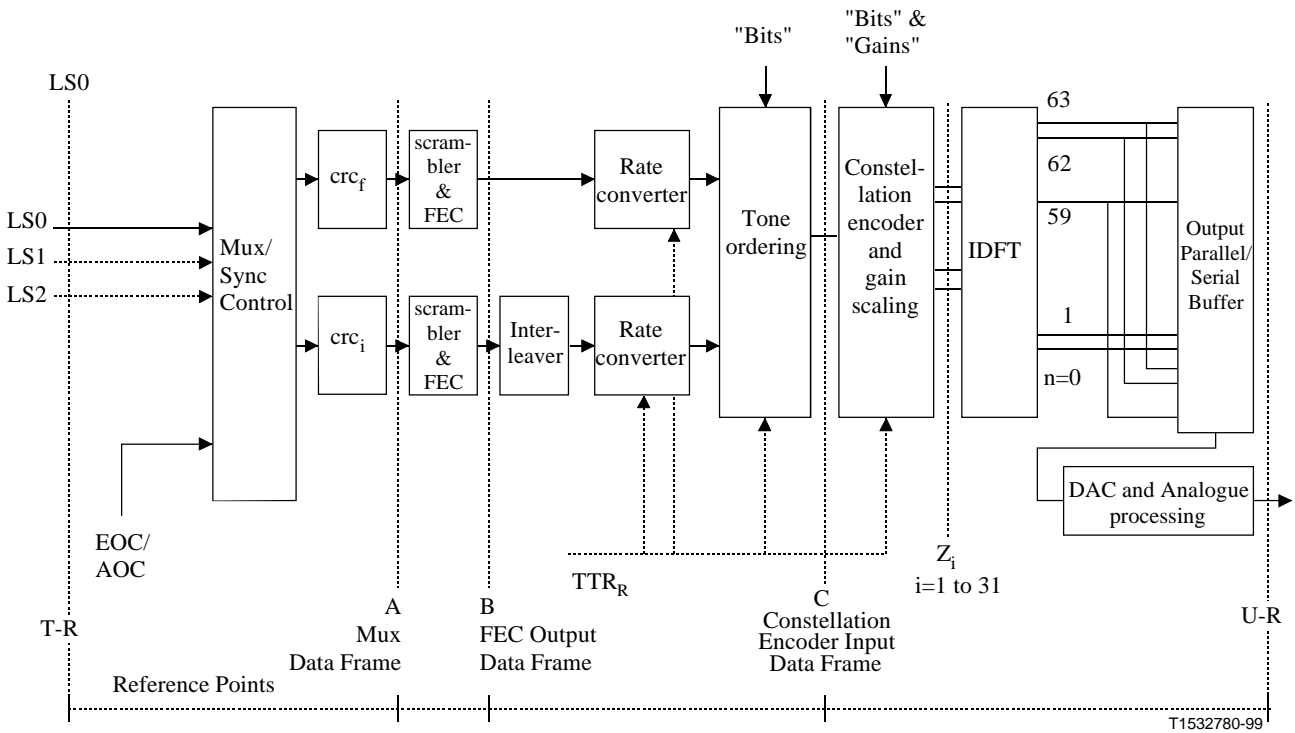 "Bits"
"Bits" &
"Gains"
LS0
LS0
LS1
LS2
Mux/
Sync
Control
EOC/
AOC
crcf
crci
scram-
bler
&
FEC
scram-
bler
&
FEC
Inter-
leaver
Rate
converter
Rate
converter
Tone
ordering
Constel-
lation
encoder
and
gain
scaling
IDFT
63
62
59
1
n=0
Output
Parallel/
Serial
Buffer
DAC and Analogue
processing
TTRR
Zi
i=1 to 31
T-R
A
Mux
Data Frame
B
FEC Output
Data Frame
C
Constellation
Encoder Input
Data Frame
U-R
Reference Points
T1532780-99